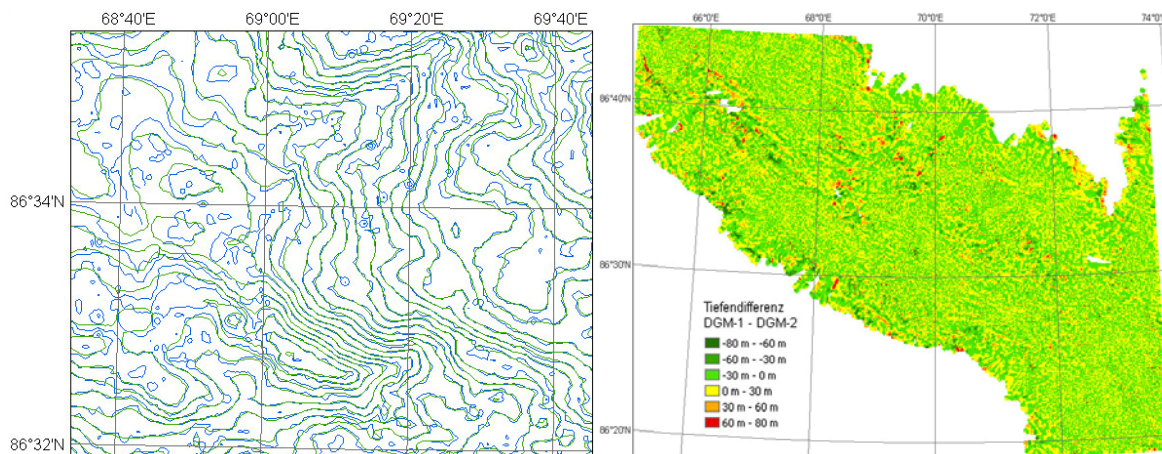 68°40'E 69°00'E 69°20'E 69°40'E
86°34'N
86°32'N
66°0'E 68°0'E 70°0'E 72°0'E 74°0'
86°40'N
86°30'N
86°20'N
Tiefendifferenz
DGM-1 - DGM-2
-80 m - -60 m
-60 m - -30 m
-30 m - 0 m
0 m - 30 m
30 m - 60 m
60 m - 80 m